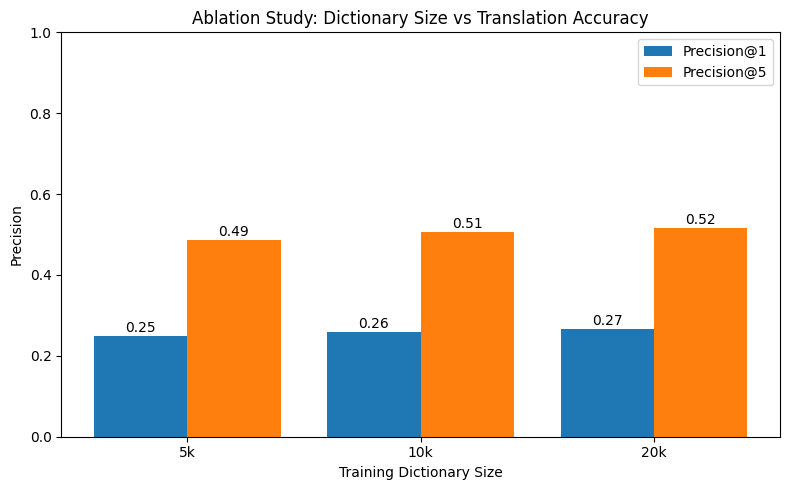 Ablation Study: Dictionary Size vs Translation Accuracy
Precision@1
Precision@5
Precision
1.0
0.8
0.6
0.4
0.2
0.0
0.25
0.49
0.26
0.51
0.27
0.52
5k
10k
20k
Training Dictionary Size